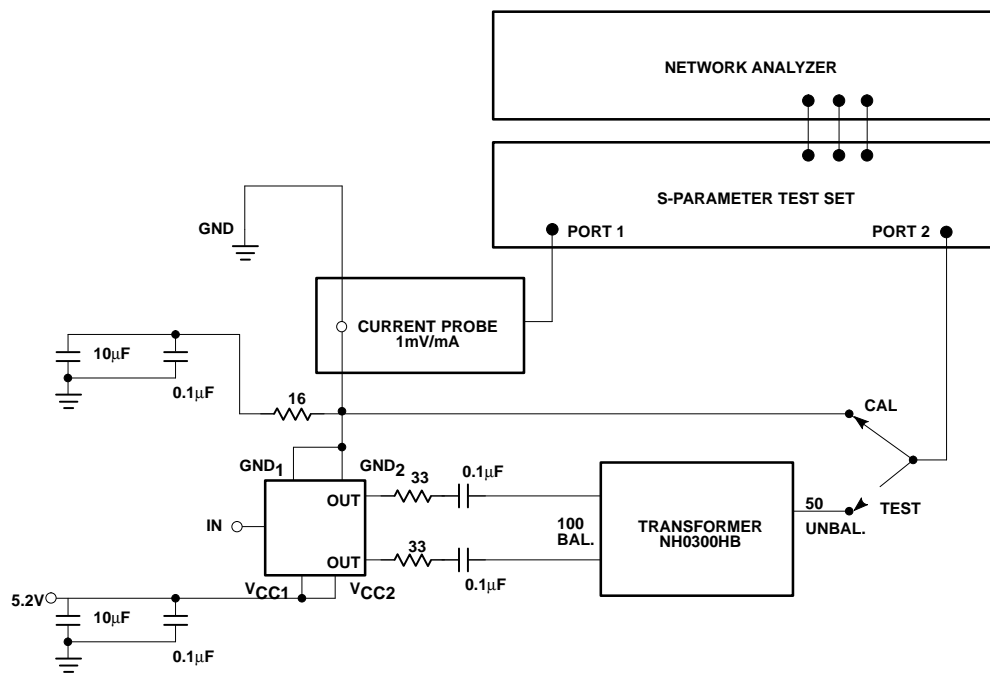 NETWORK ANALYZER
S-PARAMETER TEST SET
PORT 1
PORT 2
GND
CURRENT PROBE
1mV/mA
10μF
0.1μF
16
CAL
GND1
GND2
33
0.1μF
OUT
IN
50
TEST
UNBAL.
TRANSFORMER
NH0300HB
100
BAL.
33
OUT
0.1μF
VCC1
VCC2
5.2V
10μF
0.1μF